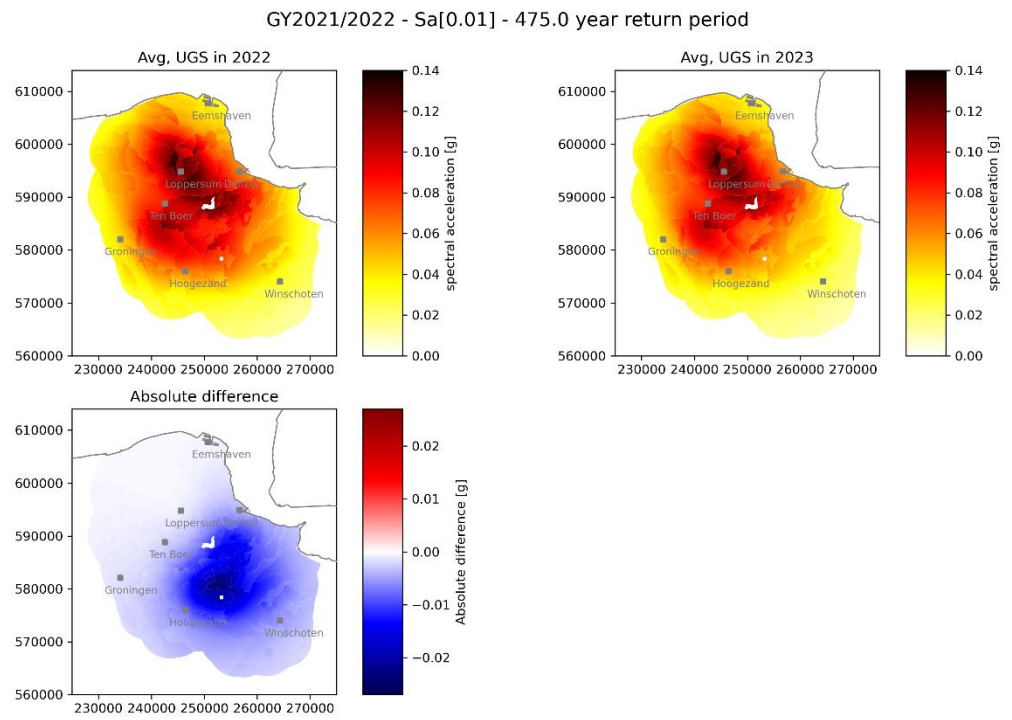 GY2021/2022 - Sa[0.01] - 475.0 year return period
Avg, UGS in 2022
610000
600000
590000
580000
570000
560000
230000 240000 250000 260000 270000
Eemshaven
Loppersum Delfzijl
Ten Boer
Groningen
Hoogezand
Winschoten
0.14
0.12
0.10
0.08
0.06
0.04
0.02
0.00
spectral acceleration [g]
Avg, UGS in 2023
610000
600000
590000
580000
570000
560000
230000 240000 250000 260000 270000
Eemshaven
Loppersum Delfzijl
Ten Boer
Groningen
Hoogezand
Winschoten
0.14
0.12
0.10
0.08
0.06
0.04
0.02
0.00
spectral acceleration [g]
Absolute difference
610000
600000
590000
580000
570000
560000
230000 240000 250000 260000 270000
Eemshaven
Loppersum Delfzijl
Ten Boer
Groningen
Hoogezand
Winschoten
0.02
0.01
0.00
−0.01
−0.02
Absolute difference [g]